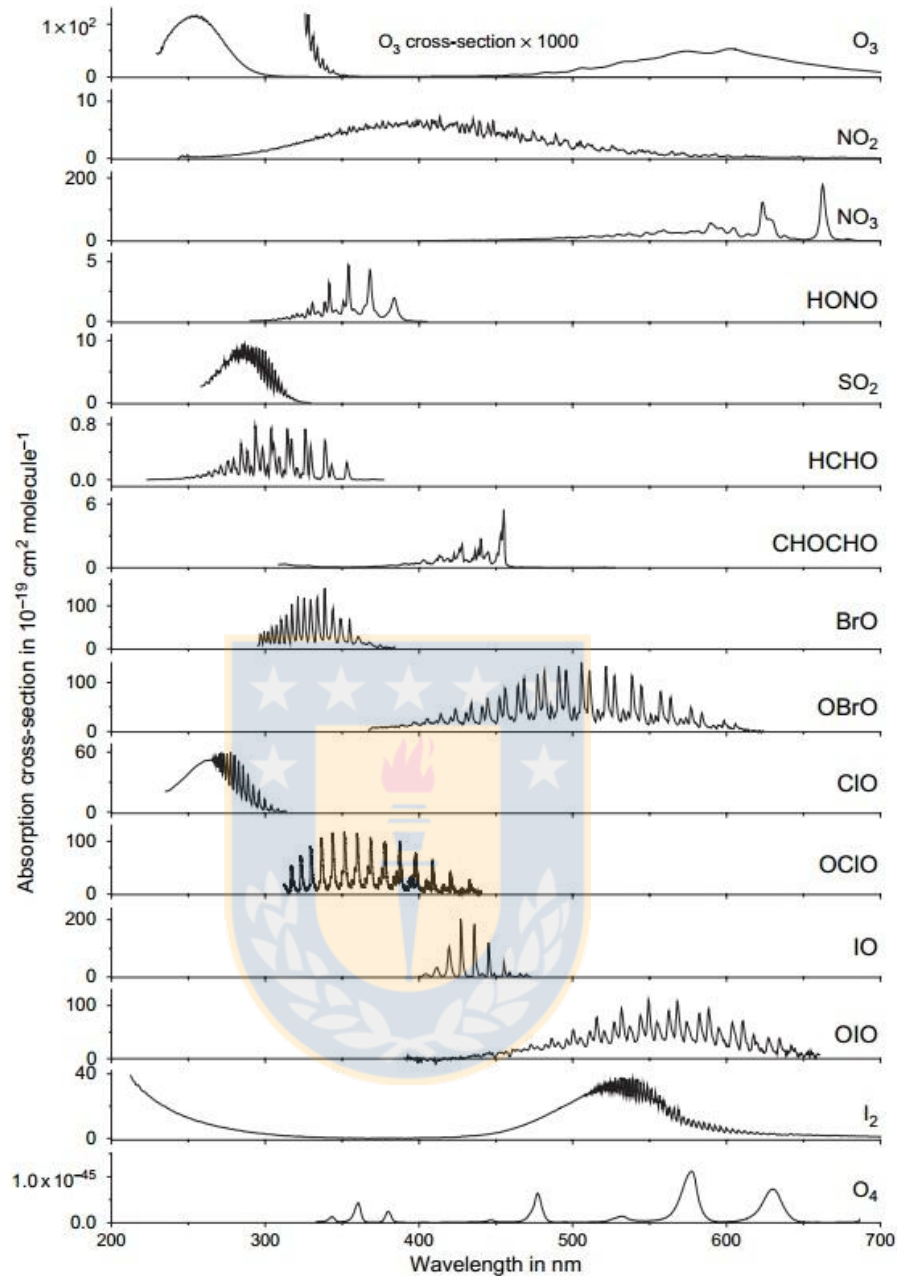 1×10²
0
O₃ cross-section × 1000
O₃
10
0
NO₂
200
0
NO₃
5
0
HONO
10
0
SO₂
0.8
0.0
HCHO
6
0
CHOCHO
100
0
BrO
100
0
OBrO
60
0
ClO
100
0
OClO
200
0
IO
100
0
OIO
40
0
I₂
1.0 x 10⁻⁴⁵
0.0
O₄
200 300 400 500 600 700
Wavelength in nm
Absorption cross-section in 10⁻¹⁹ cm² molecule⁻¹